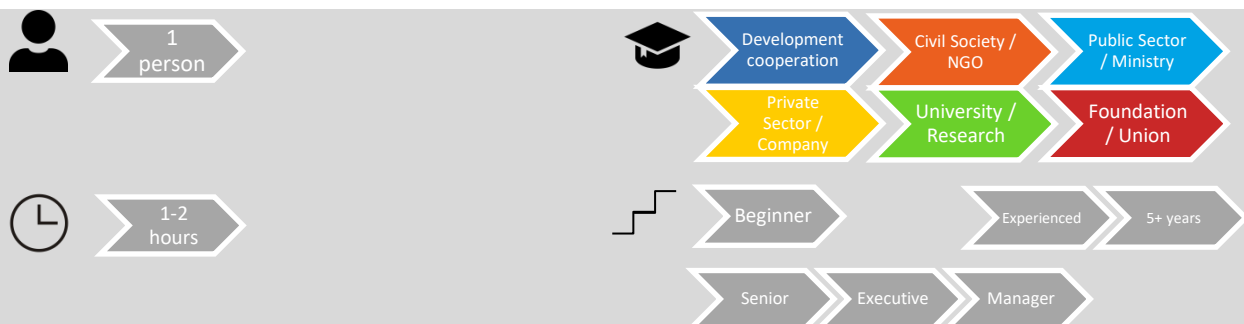 1
person
Development
cooperation
Civil Society /
NGO
Public Sector
/ Ministry
Private
Sector /
Company
University /
Research
Foundation
/ Union
1-2
hours
Beginner
Experienced
5+ years
Senior
Executive
Manager